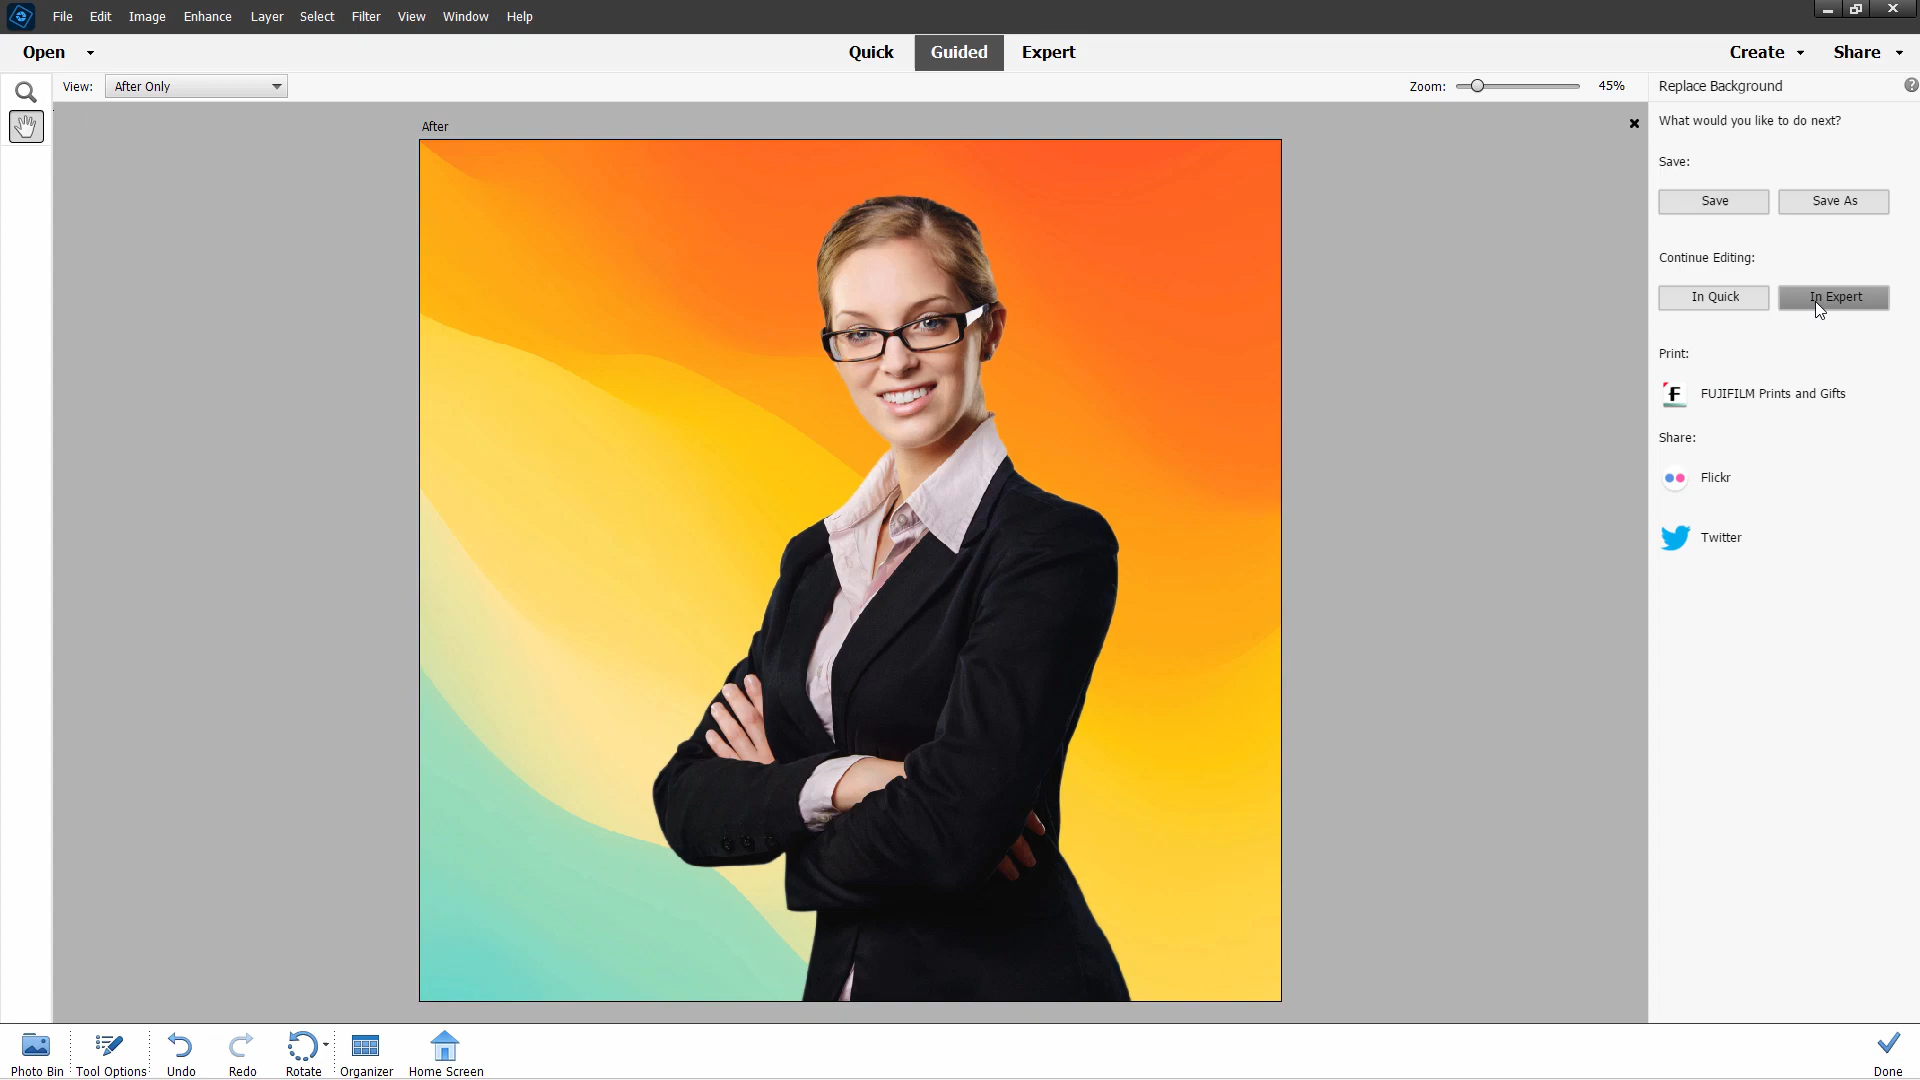 File Edit Image Enhance Layer Select Filter View Window Help
Open Quick Guided Expert Create Share
View: After Only Zoom: 45% Replace Background ?
After
What would you like to do next?
Save:
Save Save As
Continue Editing:
In Quick In Expert
Print:
F FUJIFILM Prints and Gifts
Share:
Flickr
Twitter
Photo Bin Tool Options Undo Redo Rotate Organizer Home Screen Done